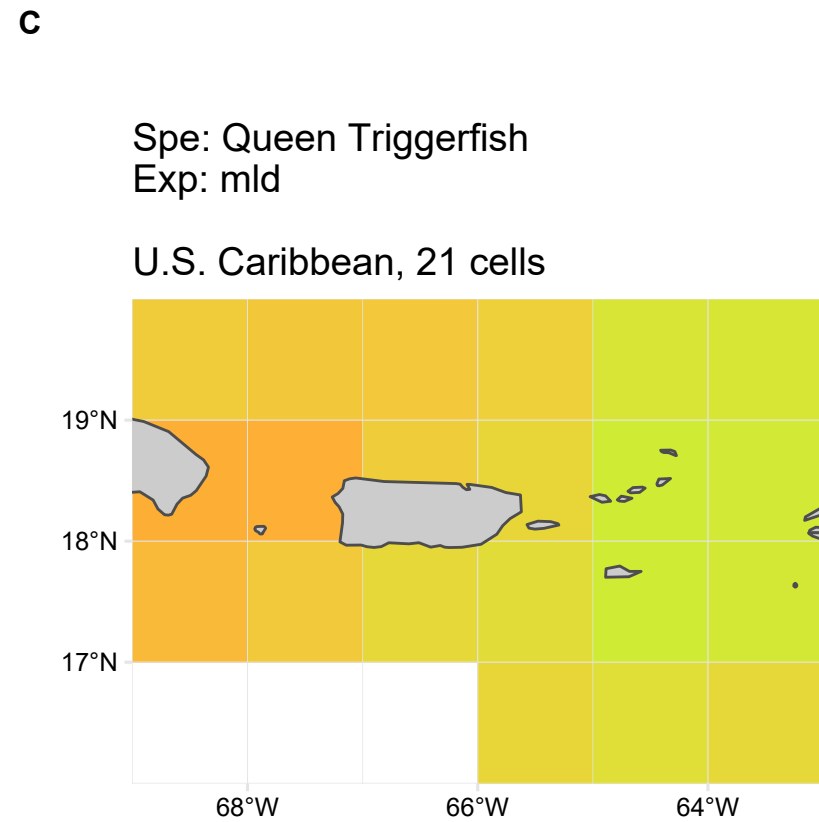 C
Spe: Queen Triggerfish
Exp: mld
U.S. Caribbean, 21 cells
19°N
18°N
17°N
68°W
66°W
64°W